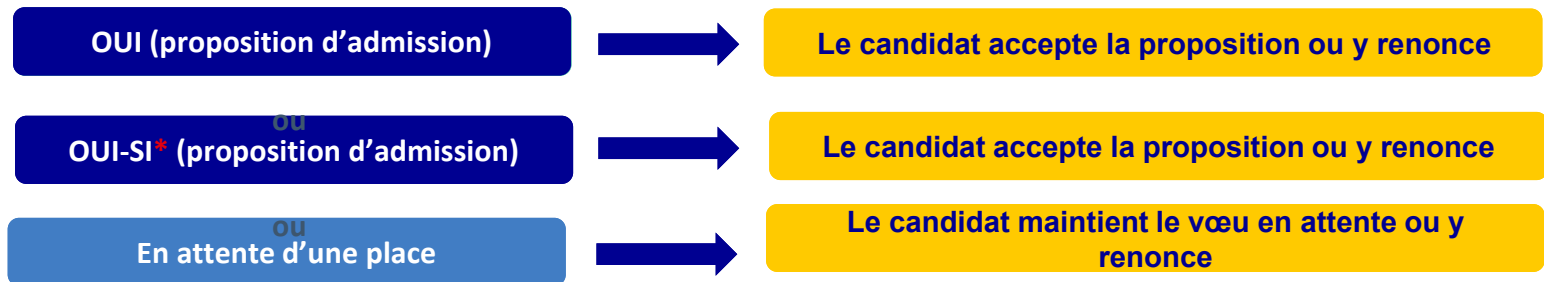 OUI (proposition d’admission)
Le candidat accepte la proposition ou y renonce
ou
OUI-SI* (proposition d’admission)
Le candidat accepte la proposition ou y renonce
ou
En attente d’une place
Le candidat maintient le vœu en attente ou y
renonce